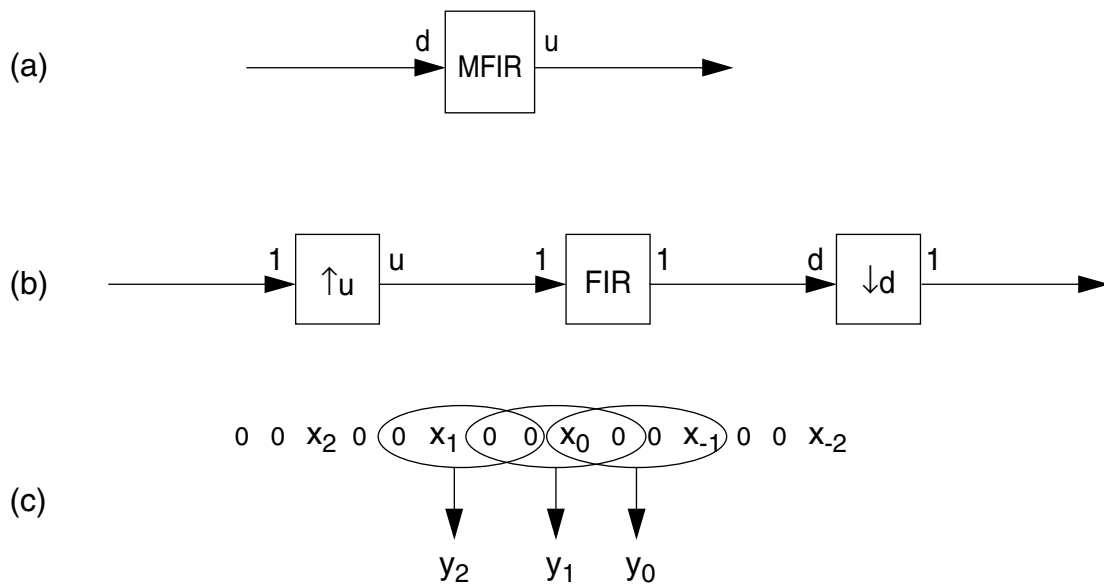 (a) d MFIR u
(b) 1 ↑u u 1 FIR 1 d ↓d 1
0 0 x2 0 0 x1 0 0 x0 0 0 x-1 0 0 x-2
(c)
y2 y1 y0